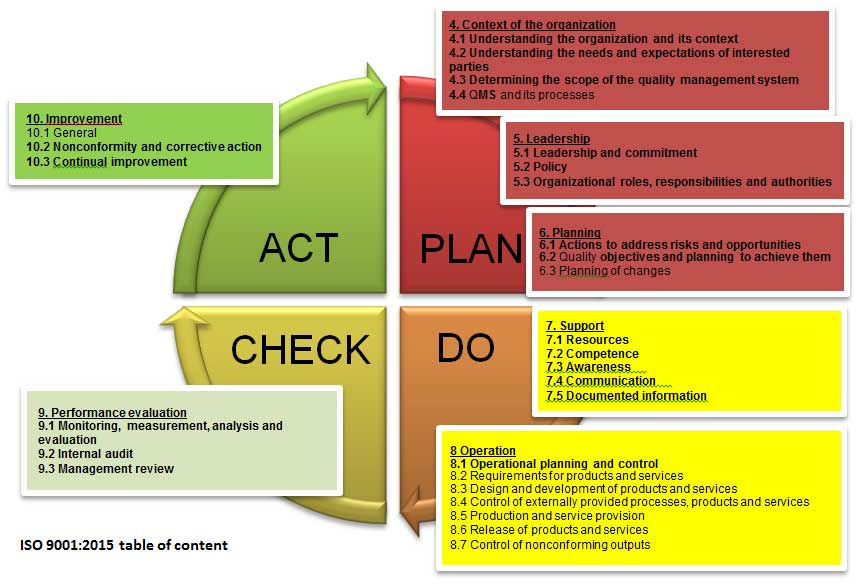 4. Context of the organization
4.1 Understanding the organization and its context
4.2 Understanding the needs and expectations of interested
parties
4.3 Determining the scope of the quality management system
4.4 QMS and its processes
10. Improvement
10.1 General
10.2 Nonconformity and corrective action
10.3 Continual improvement
5. Leadership
5.1 Leadership and commitment
5.2 Policy
5.3 Organizational roles, responsibilities and authorities
ACT
PLAN
6. Planning
6.1 Actions to address risks and opportunities
6.2 Quality objectives and planning to achieve them
6.3 Planning of changes
CHECK
DO
7. Support
7.1 Resources
7.2 Competence
7.3 Awareness
7.4 Communication
7.5 Documented information
9. Performance evaluation
9.1 Monitoring, measurement, analysis and
evaluation
9.2 Internal audit
9.3 Management review
8 Operation
8.1 Operational planning and control
8.2 Requirements for products and services
8.3 Design and development of products and services
8.4 Control of externally provided processes, products and services
8.5 Production and service provision
8.6 Release of products and services
8.7 Control of nonconforming outputs
ISO 9001:2015 table of content